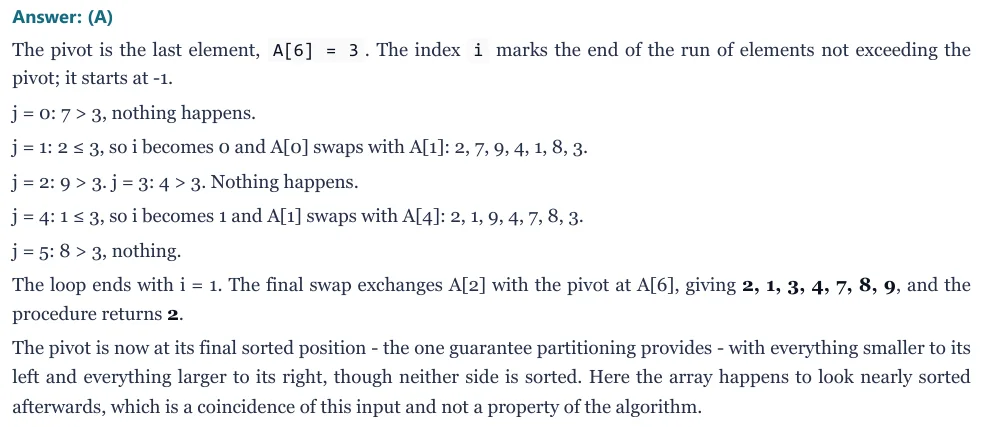 Answer: (A)
The pivot is the last element, A[6] = 3. The index i marks the end of the run of elements not exceeding the
pivot; it starts at -1.
j = 0: 7 > 3, nothing happens.
j = 1: 2 ≤ 3, so i becomes 0 and A[0] swaps with A[1]: 2, 7, 9, 4, 1, 8, 3.
j = 2: 9 > 3. j = 3: 4 > 3. Nothing happens.
j = 4: 1 ≤ 3, so i becomes 1 and A[1] swaps with A[4]: 2, 1, 9, 4, 7, 8, 3.
j = 5: 8 > 3, nothing.
The loop ends with i = 1. The final swap exchanges A[2] with the pivot at A[6], giving 2, 1, 3, 4, 7, 8, 9, and the
procedure returns 2.
The pivot is now at its final sorted position - the one guarantee partitioning provides - with everything smaller to its
left and everything larger to its right, though neither side is sorted. Here the array happens to look nearly sorted
afterwards, which is a coincidence of this input and not a property of the algorithm.